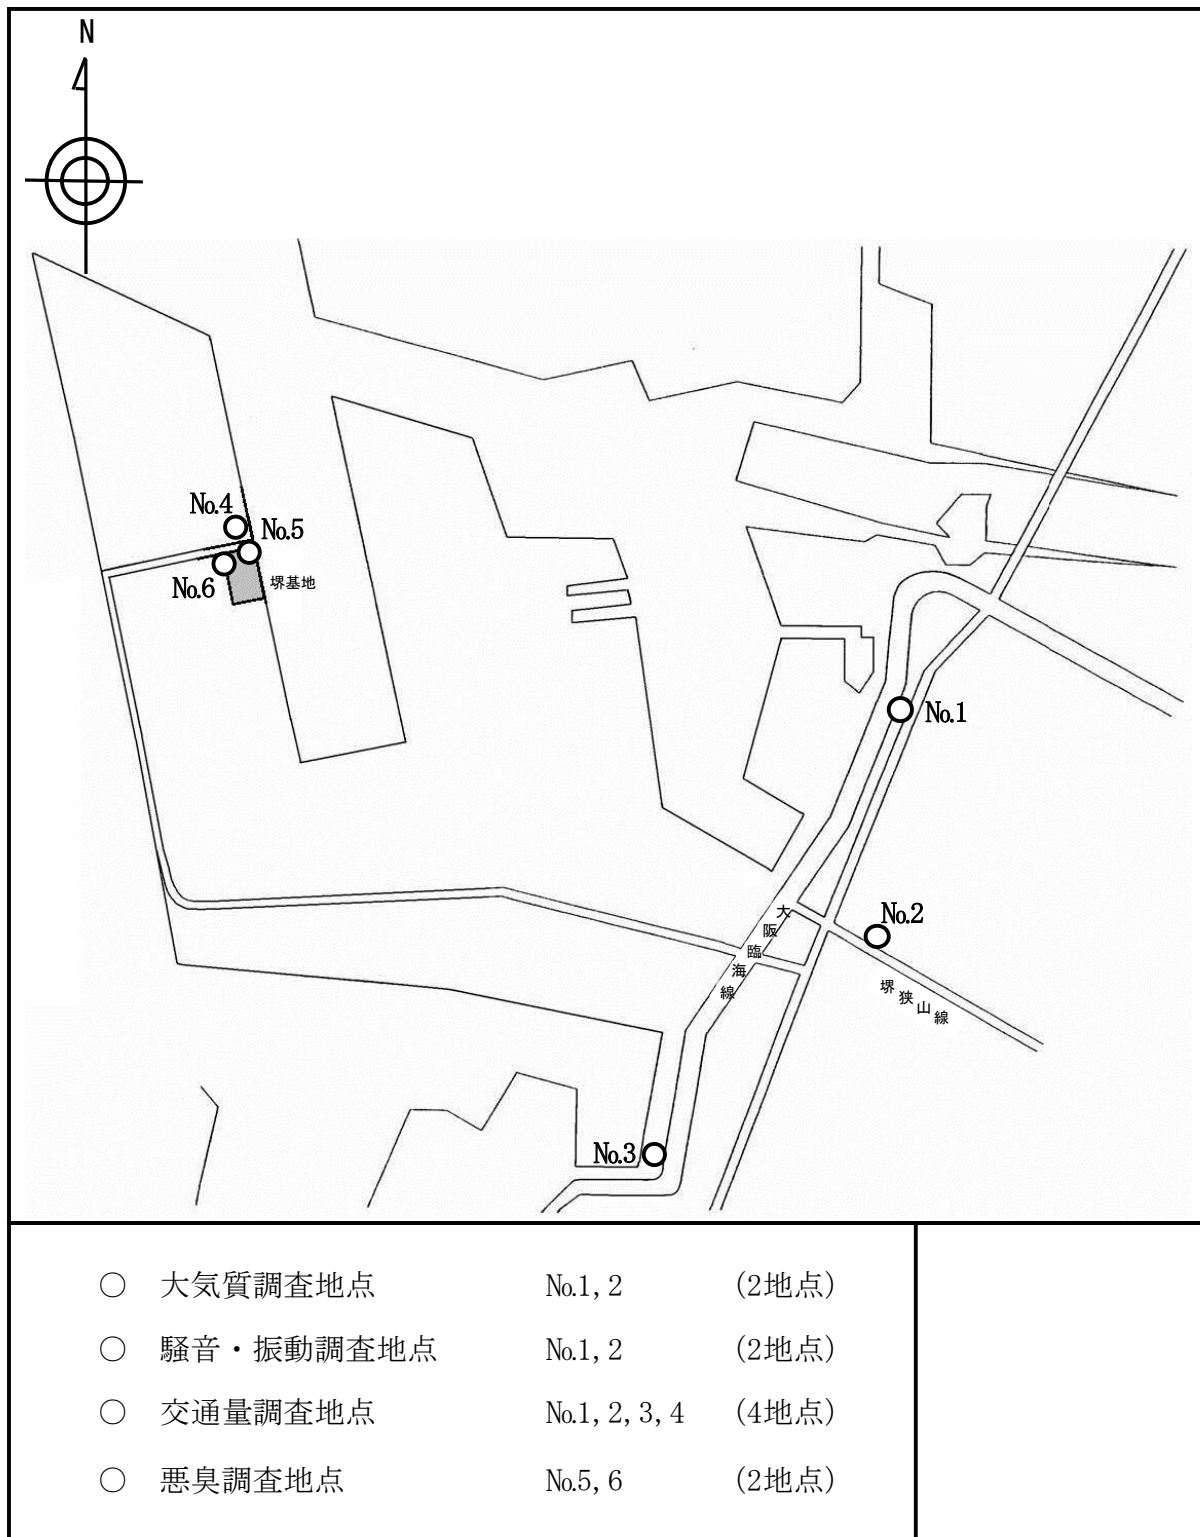 N
No.4
No.5
No.6
堺基地
No.1
No.2
大阪臨海線
堺狭山線
No.3
○ 大気質調査地点 No.1, 2 (2地点)
○ 騒音・振動調査地点 No.1, 2 (2地点)
○ 交通量調査地点 No.1, 2, 3, 4 (4地点)
○ 悪臭調査地点 No.5, 6 (2地点)